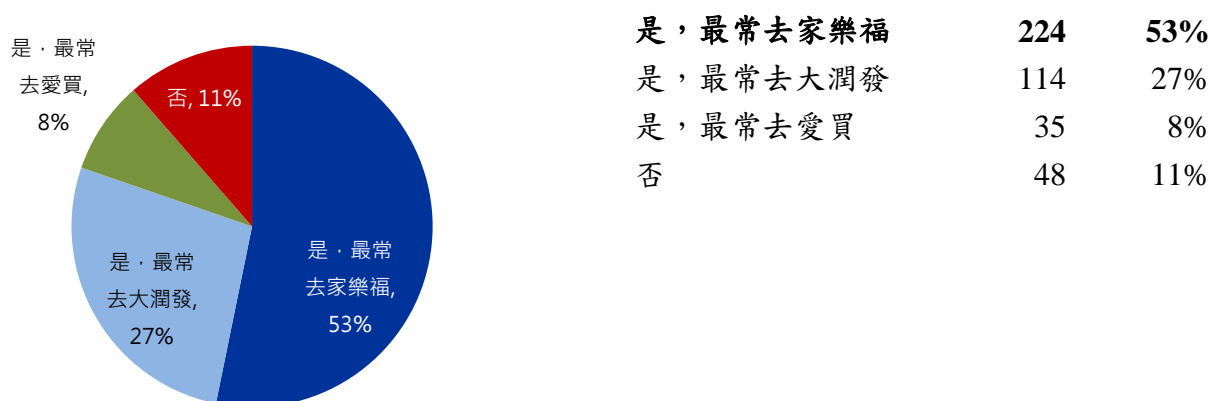 是，最常
去愛買,
8%
否, 11%
是，最常
去大潤發,
27%
是，最常
去家樂福,
53%
是，最常去家樂福 224 53%
是，最常去大潤發 114 27%
是，最常去愛買 35 8%
否 48 11%